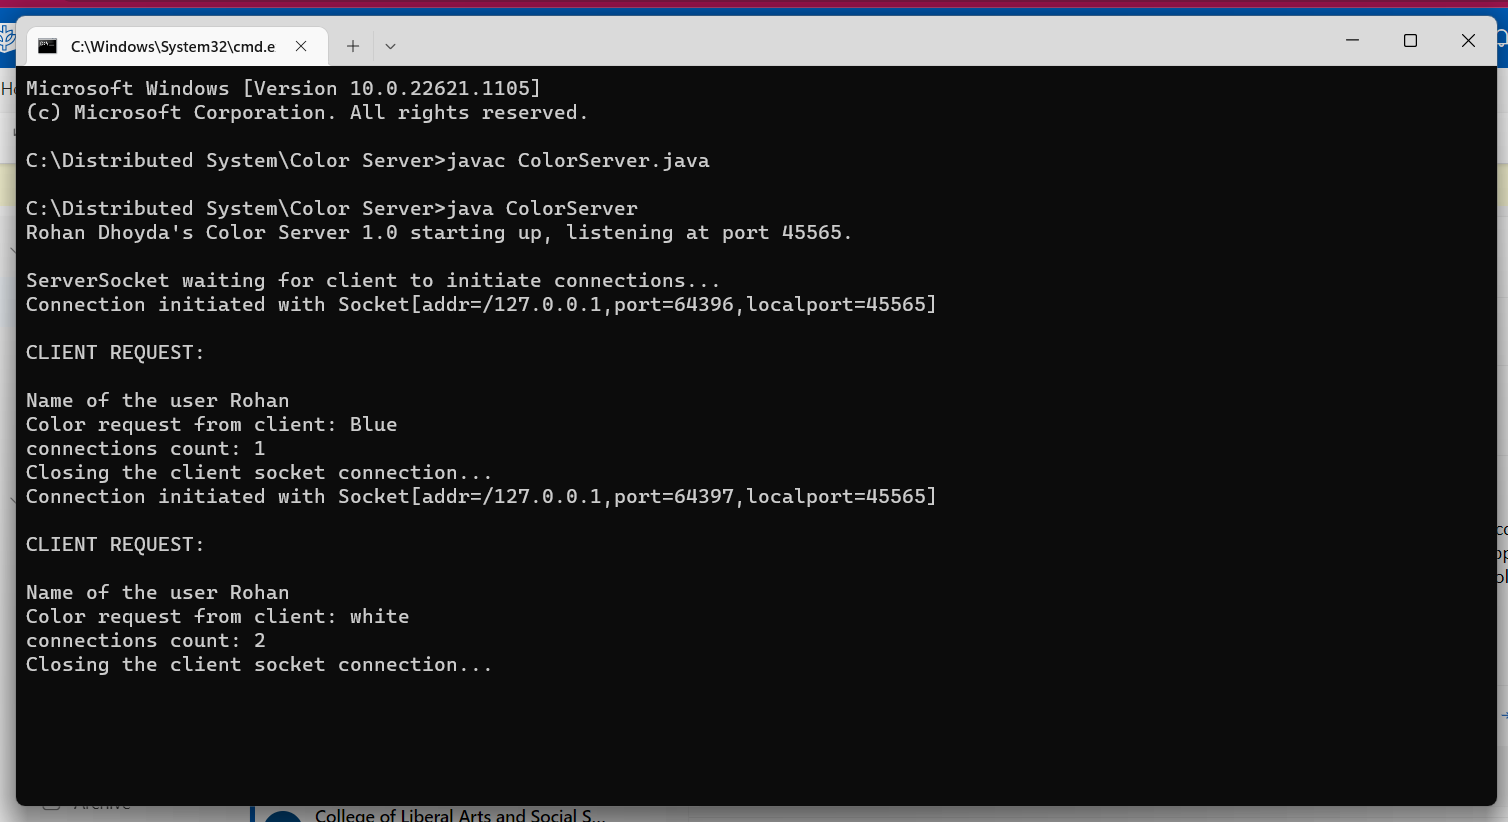 C:\Windows\System32\cmd.e
Microsoft Windows [Version 10.0.22621.1105]
(c) Microsoft Corporation. All rights reserved.
C:\Distributed System\Color Server>javac ColorServer.java
C:\Distributed System\Color Server>java ColorServer
Rohan Dhoyda's Color Server 1.0 starting up, listening at port 45565.
ServerSocket waiting for client to initiate connections...
Connection initiated with Socket[addr=/127.0.0.1,port=64396,localport=45565]
CLIENT REQUEST:
Name of the user Rohan
Color request from client: Blue
connections count: 1
Closing the client socket connection...
Connection initiated with Socket[addr=/127.0.0.1,port=64397,localport=45565]
CLIENT REQUEST:
Name of the user Rohan
Color request from client: white
connections count: 2
Closing the client socket connection...
Archive
College of Liberal Arts and Social S...